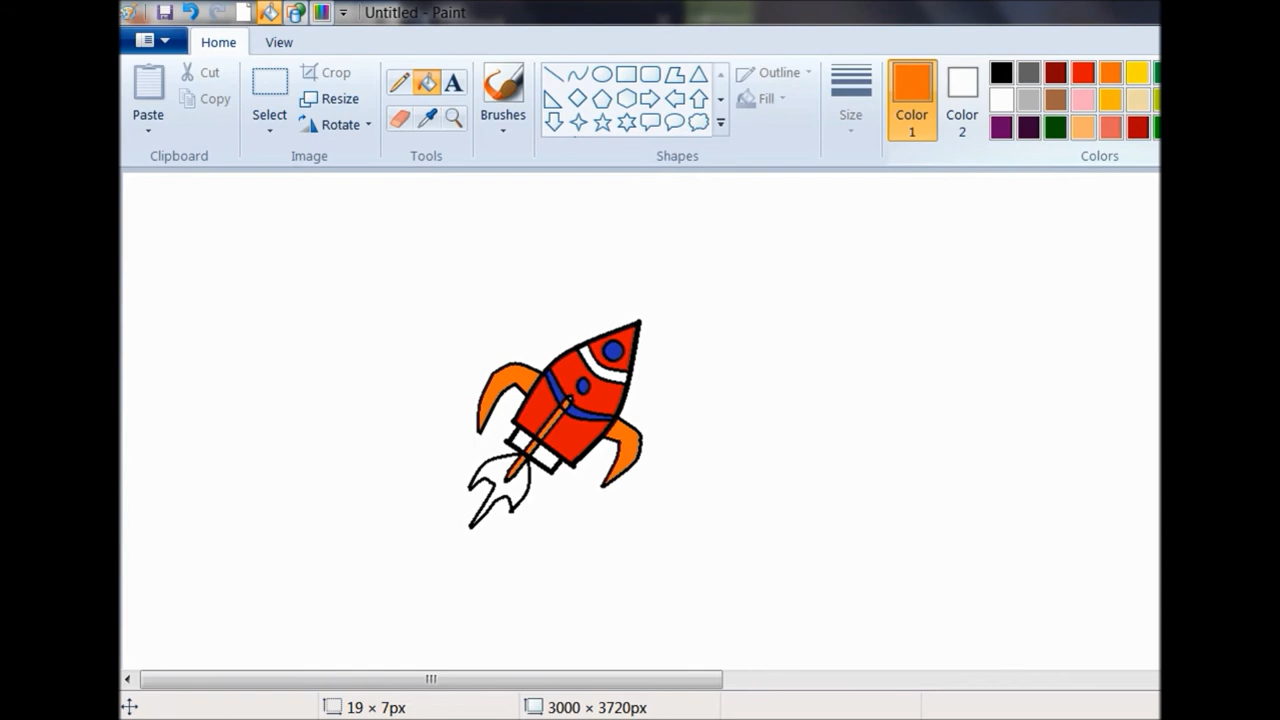 Untitled - Paint
Home View
Paste
Cut
Copy
Clipboard
Select
Crop
Resize
Rotate
Image
A
Tools
Brushes
Outline
Fill
Shapes
Size
Color 1
Color 2
Colors
19 × 7px
3000 × 3720px